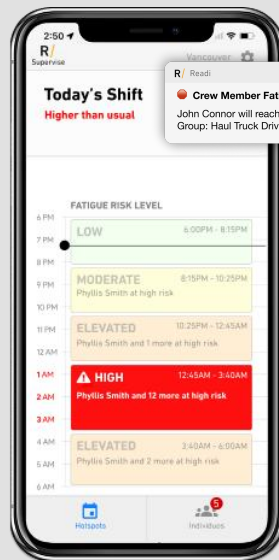 2:50
R/
Supervise
Vancouver
R/ Readi
Crew Member Fat
John Connor will reach
Group: Haul Truck Driv
Today's Shift
Higher than usual
FATIGUE RISK LEVEL
6 PM
LOW 6:00PM - 8:15PM
7 PM
8 PM
MODERATE 8:15PM - 10:25PM
9 PM
Phyllis Smith at high risk
10 PM
ELEVATED 10:25PM - 12:45AM
11 PM
Phyllis Smith and 1 more at high risk
12 AM
1 AM
HIGH 12:45AM - 3:40AM
2 AM
Phyllis Smith and 12 more at high risk
3 AM
4 AM
ELEVATED 3:40AM - 6:00AM
5 AM
Phyllis Smith and 2 more at high risk
6 AM
5
Hotspots
Individuals